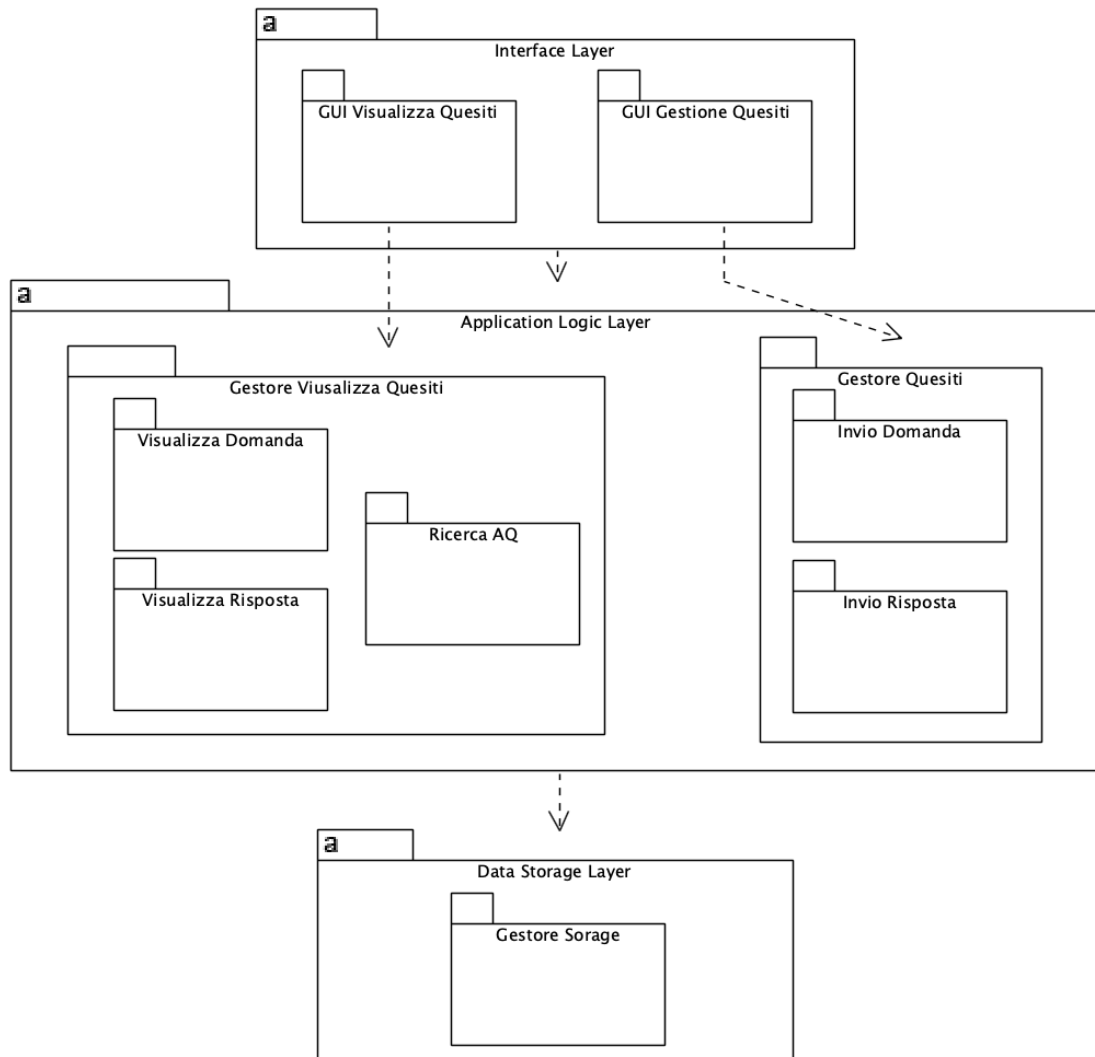 a
Interface Layer
GUI Visualizza Quesiti
GUI Gestione Quesiti
a
Application Logic Layer
Gestore Viusalizza Quesiti
Gestore Quesiti
Visualizza Domanda
Invio Domanda
Ricerca AQ
Visualizza Risposta
Invio Risposta
a
Data Storage Layer
Gestore Sorage